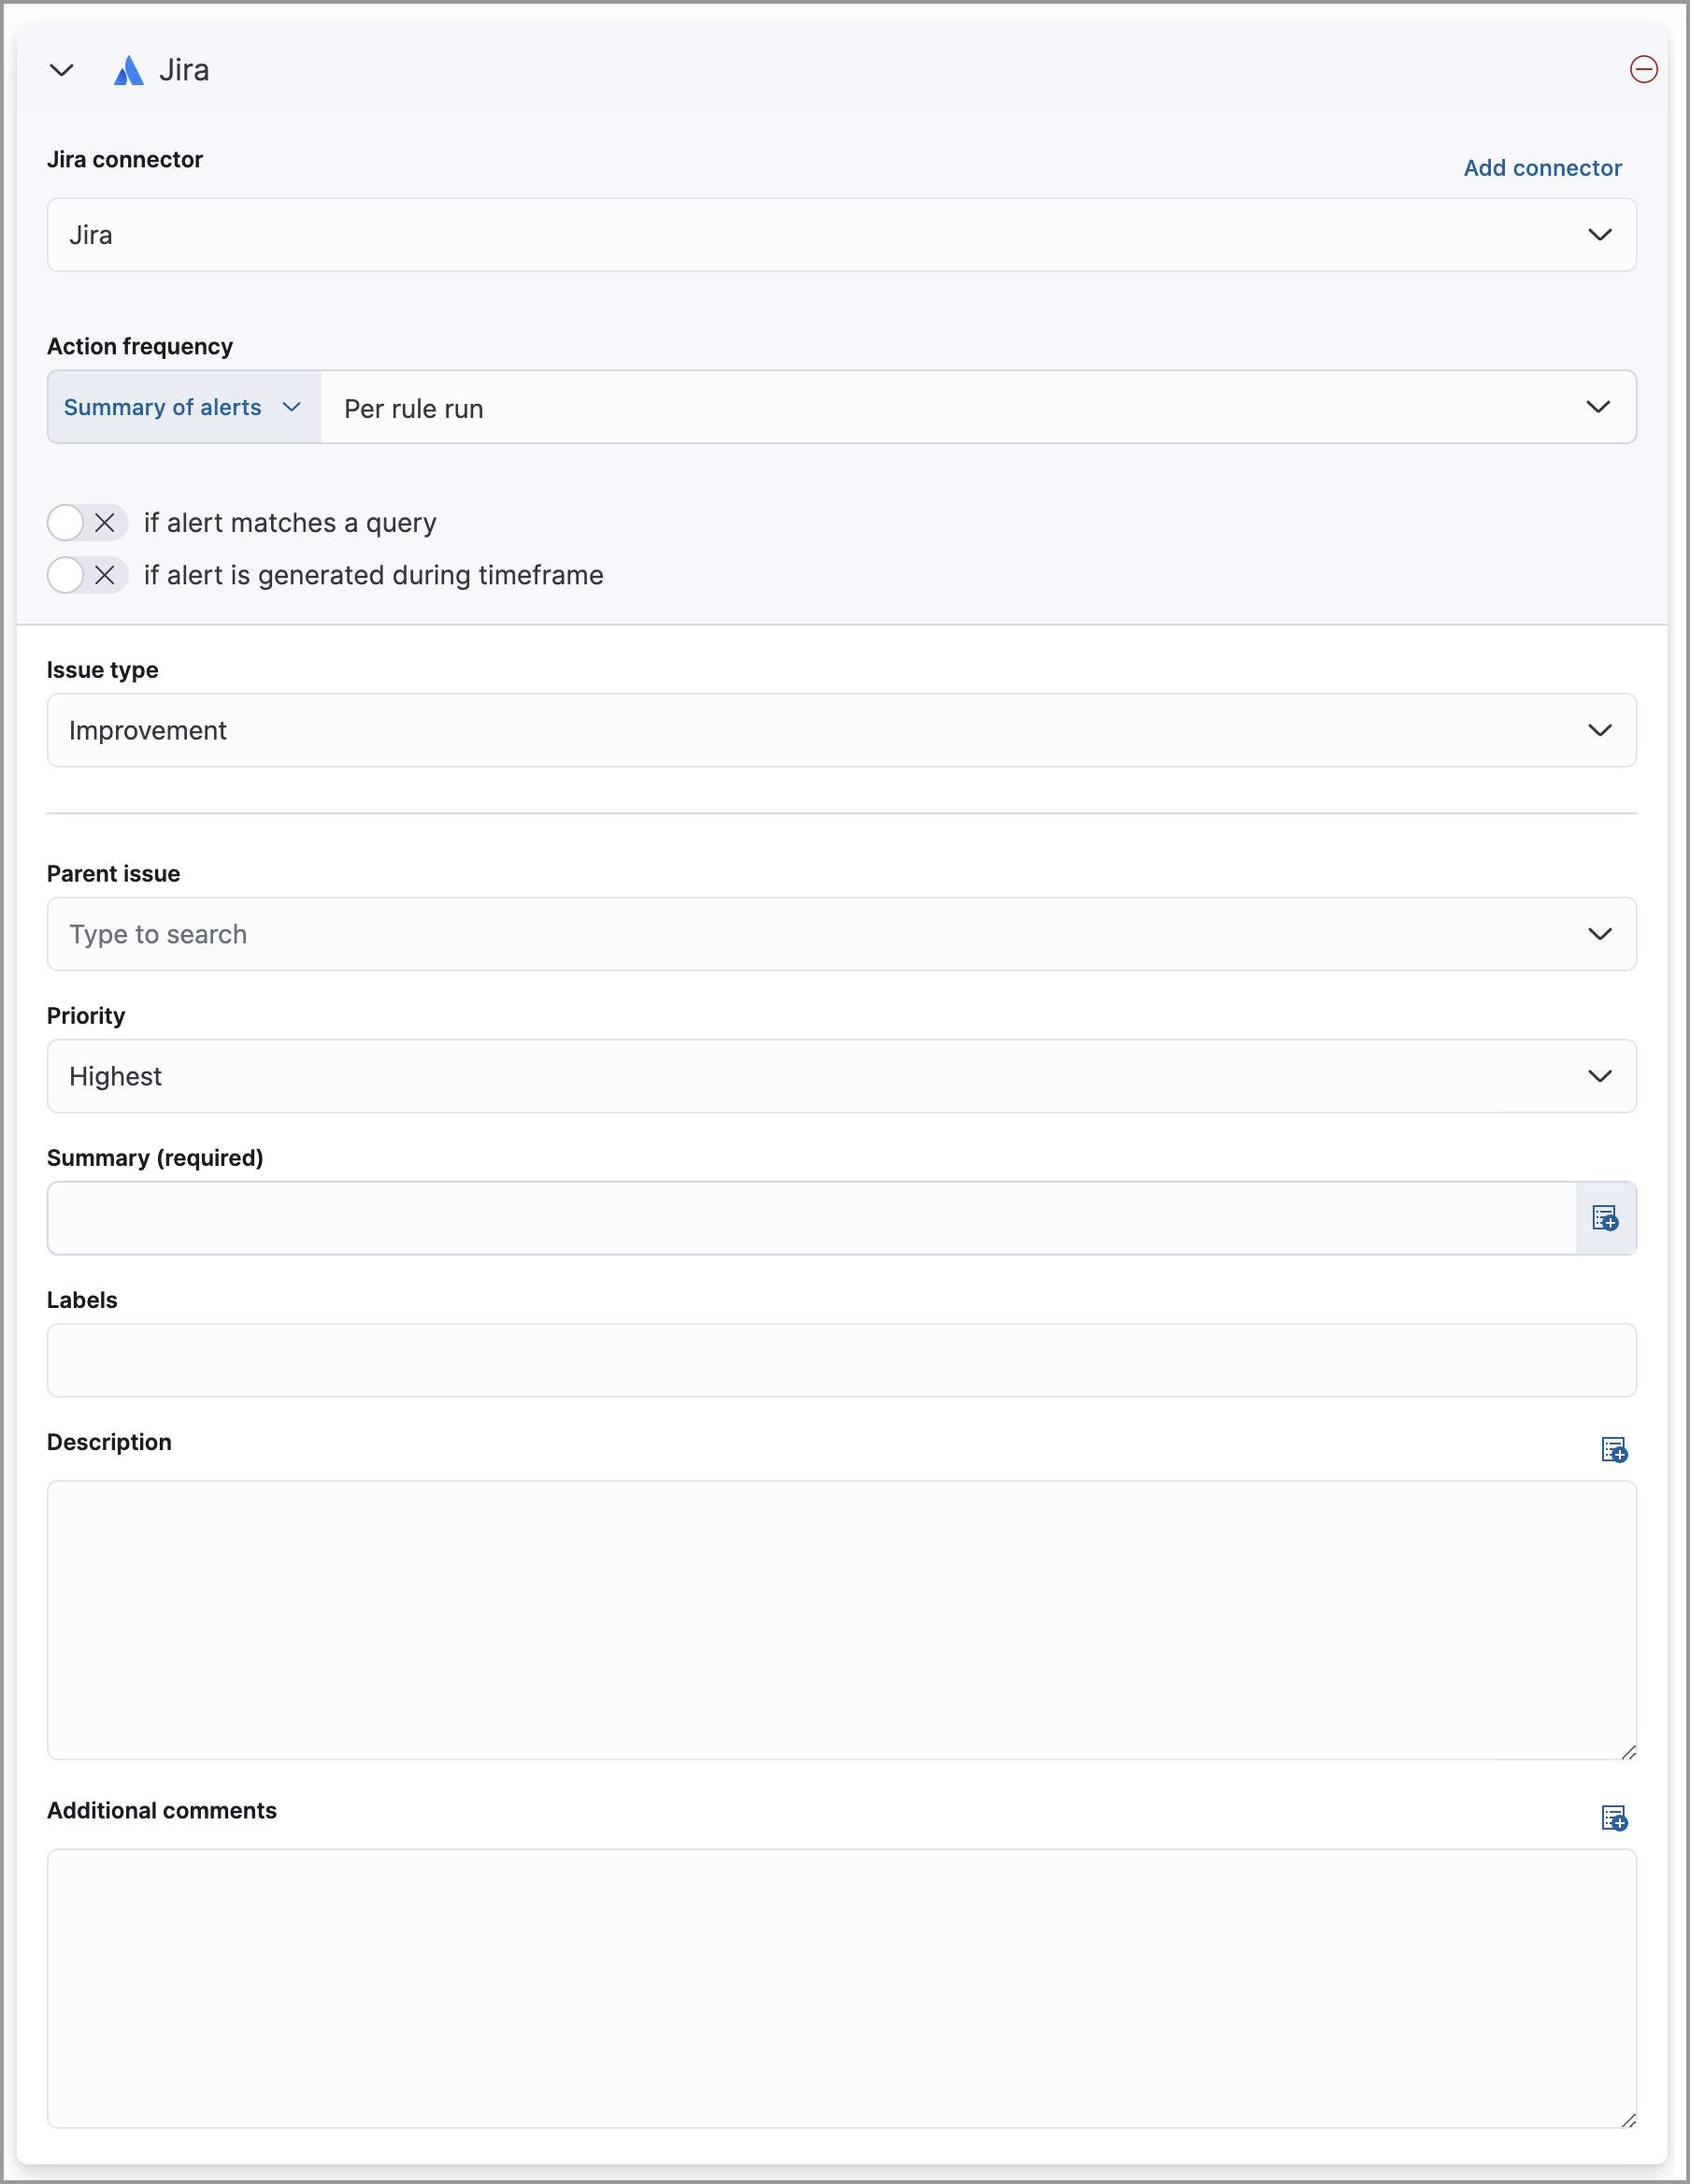 Jira
Jira connector
Add connector
Jira
Action frequency
Summary of alerts
Per rule run
if alert matches a query
if alert is generated during timeframe
Issue type
Improvement
Parent issue
Type to search
Priority
Highest
Summary (required)
Labels
Description
Additional comments